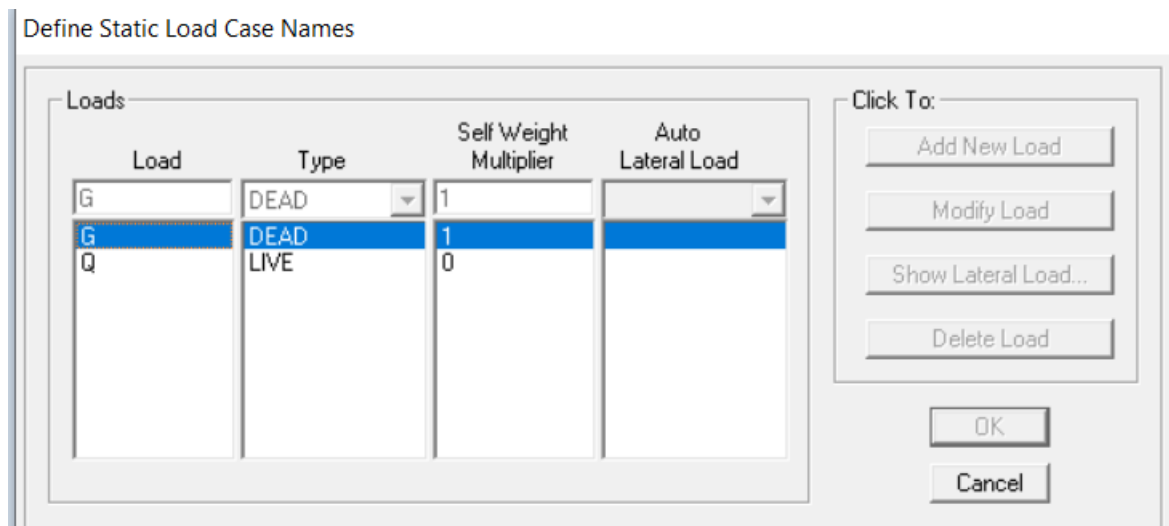 Define Static Load Case Names
Loads
Click To:
Load Type Self Weight Multiplier Auto Lateral Load
G DEAD 1
G DEAD 1
Q LIVE 0
Add New Load
Modify Load
Show Lateral Load...
Delete Load
OK
Cancel